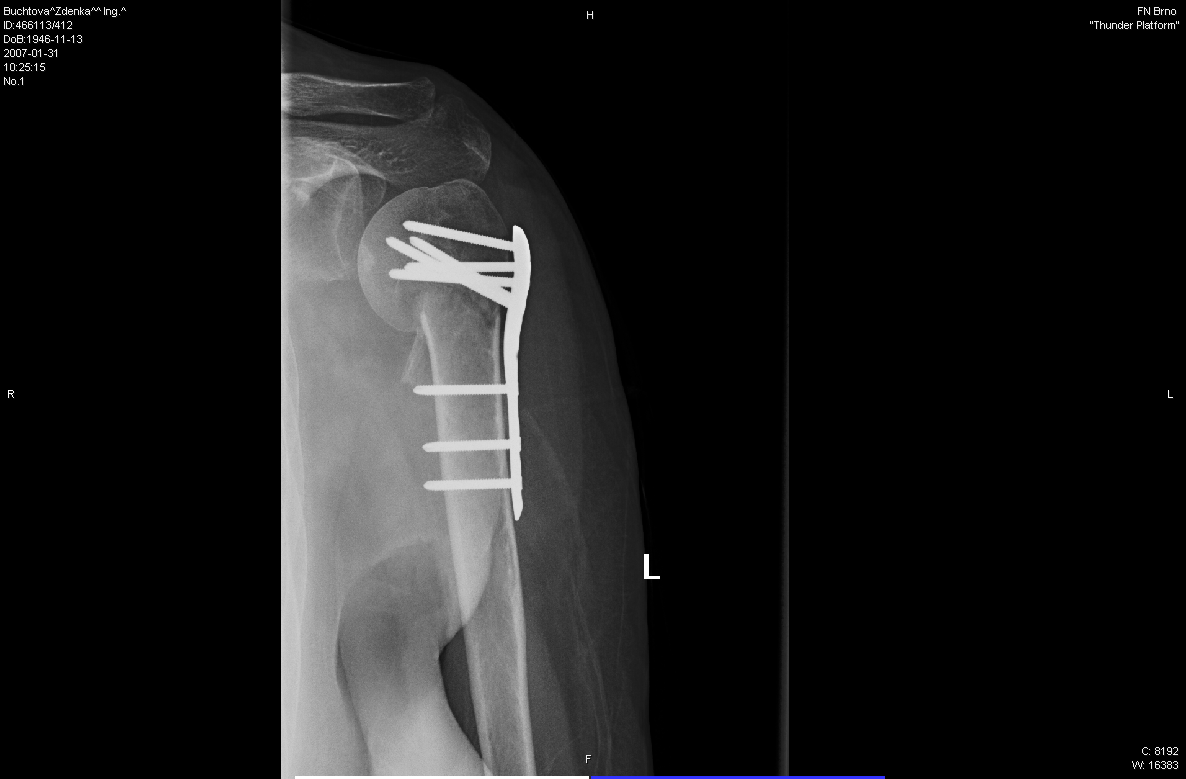 Buchtova^Zdenka^^ Ing.^
ID:466113/412
DoB:1946-11-13
2007-01-31
10:25:15
No.1
H
FN Brno
"Thunder Platform"
R
L
L
F
C: 8192
W: 16383